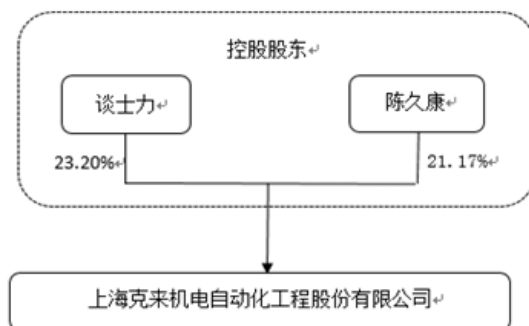 控股股东
谈士力
陈久康
23.20%
21.17%
上海克来机电自动化工程股份有限公司